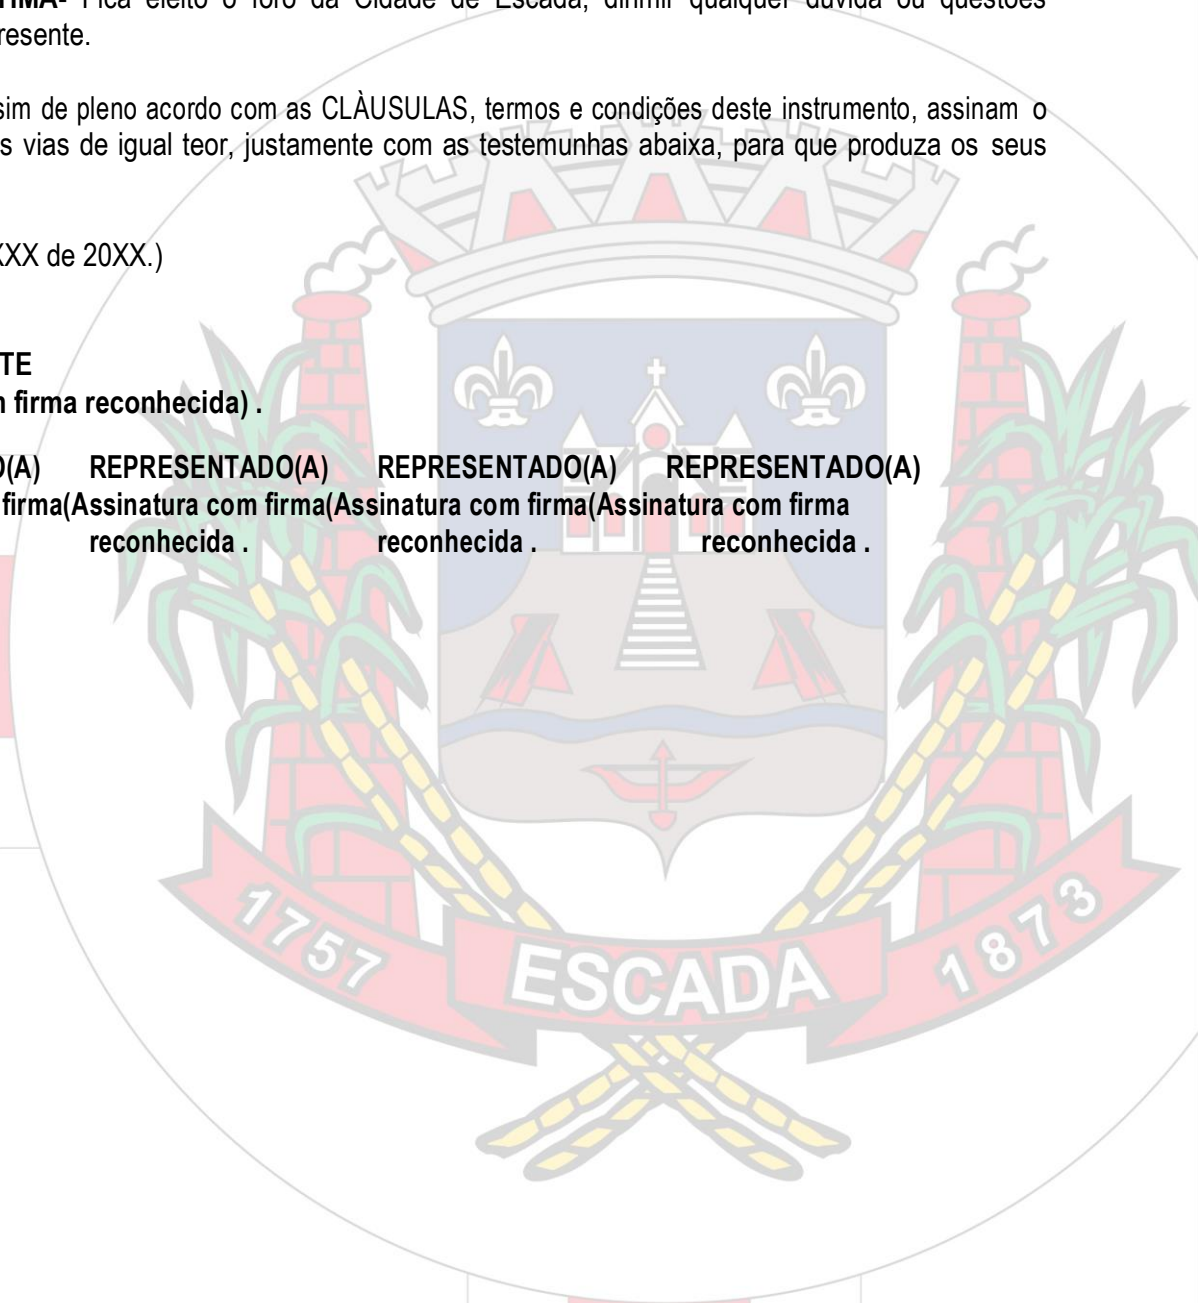 TIMA- Fica eleito o foro da Cidade de Escada, dirimir qualquer dúvida ou questões
resente.
sim de pleno acordo com as CLÀUSULAS, termos e condições deste instrumento, assinam o
s vias de igual teor, justamente com as testemunhas abaixa, para que produza os seus
XXX de 20XX.)
TE
firma reconhecida) .
O(A) REPRESENTADO(A) REPRESENTADO(A) REPRESENTADO(A)
firma(Assinatura com firma(Assinatura com firma(Assinatura com firma
reconhecida . reconhecida . reconhecida .
1757 ESCADA 1873